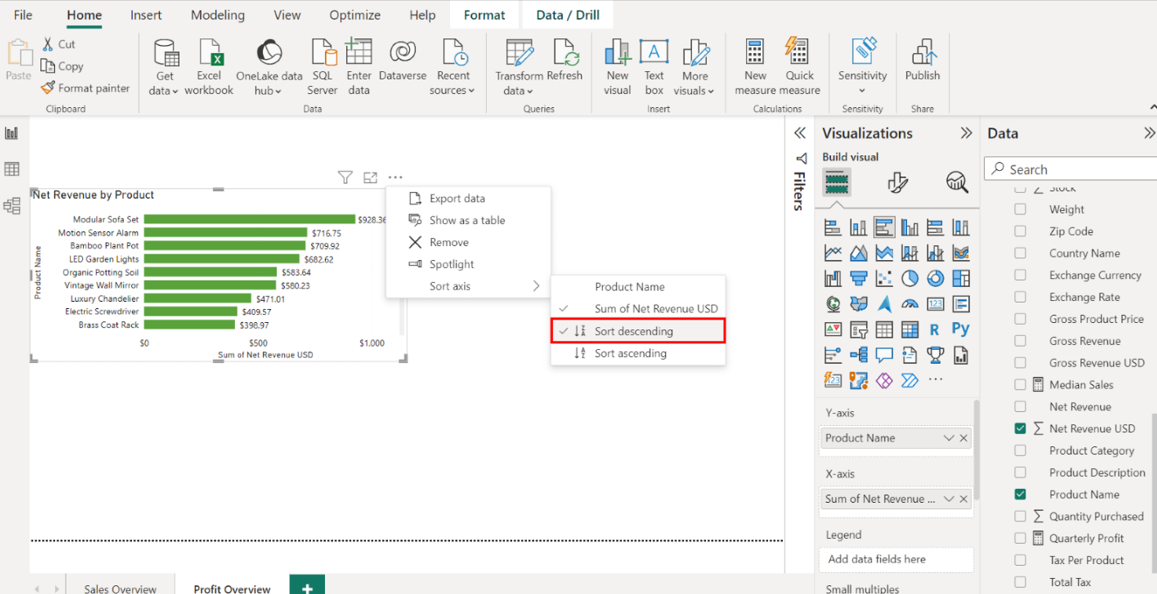 File Home Insert Modeling View Optimize Help Format Data / Drill
Paste
Cut
Copy
Format painter
Clipboard
Get data
Excel workbook
OneLake data hub
SQL Server
Enter data
Dataverse
Recent sources
Data
Transform data
Refresh
Queries
New visual
Text box
More visuals
Insert
New measure
Quick measure
Calculations
Sensitivity
Sensitivity
Publish
Share
Net Revenue by Product
Product Name
Modular Sofa Set $928.36
Motion Sensor Alarm $716.75
Bamboo Plant Pot $709.92
LED Garden Lights $682.62
Organic Potting Soil $583.64
Vintage Wall Mirror $580.23
Luxury Chandelier $471.01
Electric Screwdriver $409.57
Brass Coat Rack $398.97
$0 $500 $1,000
Sum of Net Revenue USD
Export data
Show as a table
Remove
Spotlight
Sort axis
Product Name
Sum of Net Revenue USD
Sort descending
Sort ascending
Filters
Visualizations
Build visual
R Py
Y-axis
Product Name
X-axis
Sum of Net Revenue ...
Legend
Add data fields here
Small multiples
Data
Search
Stock
Weight
Zip Code
Country Name
Exchange Currency
Exchange Rate
Gross Product Price
Gross Revenue
Gross Revenue USD
Median Sales
Net Revenue
Net Revenue USD
Product Category
Product Description
Product Name
Quantity Purchased
Quarterly Profit
Tax Per Product
Total Tax
Sales Overview Profit Overview +